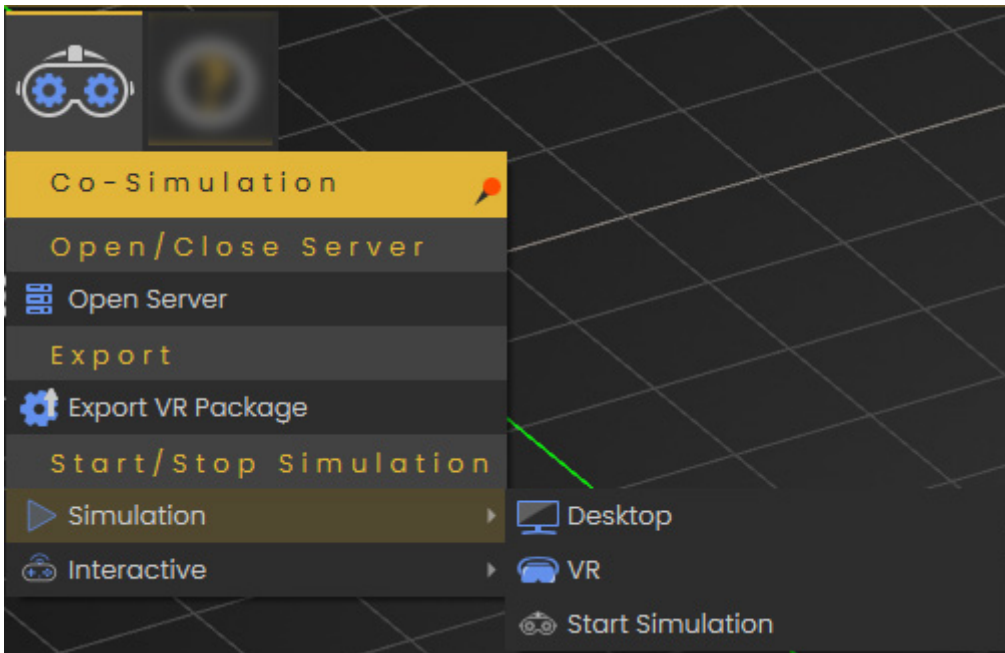 Co-Simulation
Open/Close Server
Open Server
Export
Export VR Package
Start/Stop Simulation
Simulation
Desktop
Interactive
VR
Start Simulation